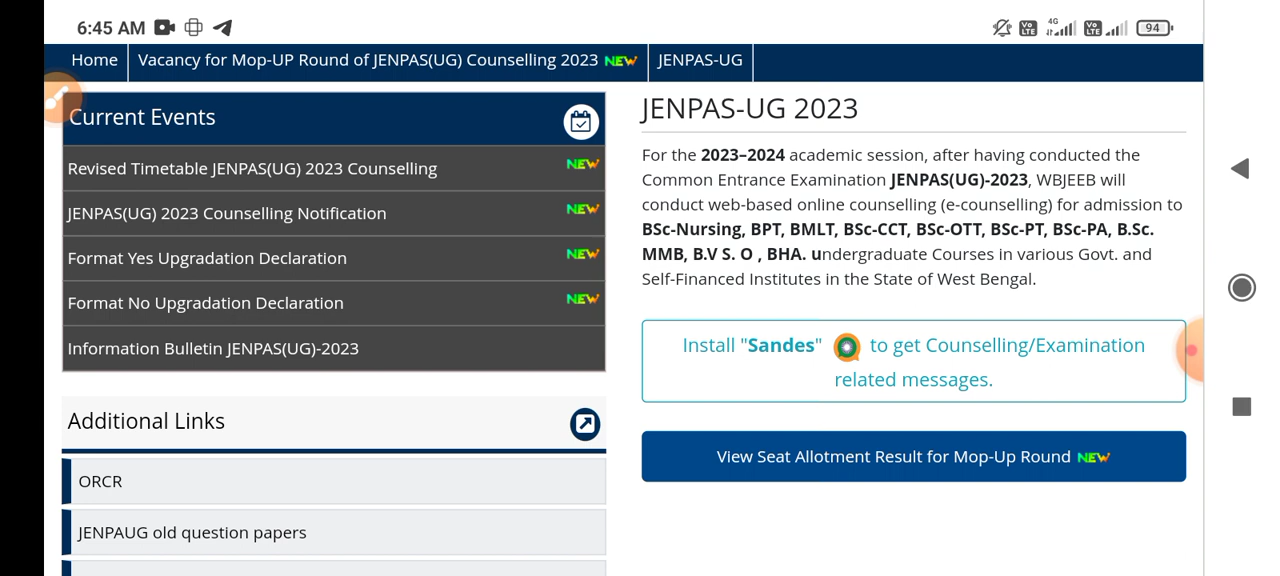 6:45 AM
Vo LTE 4G Vo LTE 94
Home
Vacancy for Mop-UP Round of JENPAS(UG) Counselling 2023 NEW
JENPAS-UG
Current Events
Revised Timetable JENPAS(UG) 2023 Counselling NEW
JENPAS(UG) 2023 Counselling Notification NEW
Format Yes Upgradation Declaration NEW
Format No Upgradation Declaration NEW
Information Bulletin JENPAS(UG)-2023
Additional Links
ORCR
JENPAUG old question papers
JENPAS-UG 2023
For the 2023–2024 academic session, after having conducted the
Common Entrance Examination JENPAS(UG)-2023, WBJEEB will
conduct web-based online counselling (e-counselling) for admission to
BSc-Nursing, BPT, BMLT, BSc-CCT, BSc-OTT, BSc-PT, BSc-PA, B.Sc.
MMB, B.V S. O , BHA. undergraduate Courses in various Govt. and
Self-Financed Institutes in the State of West Bengal.
Install "Sandes" to get Counselling/Examination
related messages.
View Seat Allotment Result for Mop-Up Round NEW